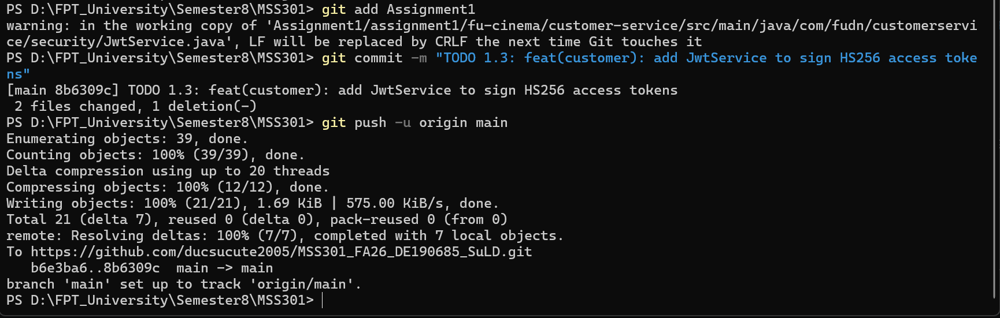 PS D:\FPT_University\Semester8\MSS301> git add Assignment1
warning: in the working copy of 'Assignment1/assignment1/fu-cinema/customer-service/src/main/java/com/fudn/customerservi
ce/security/JwtService.java', LF will be replaced by CRLF the next time Git touches it
PS D:\FPT_University\Semester8\MSS301> git commit -m "TODO 1.3: feat(customer): add JwtService to sign HS256 access toke
ns"
[main 8b6309c] TODO 1.3: feat(customer): add JwtService to sign HS256 access tokens
 2 files changed, 1 deletion(-)
PS D:\FPT_University\Semester8\MSS301> git push -u origin main
Enumerating objects: 39, done.
Counting objects: 100% (39/39), done.
Delta compression using up to 20 threads
Compressing objects: 100% (12/12), done.
Writing objects: 100% (21/21), 1.69 KiB | 575.00 KiB/s, done.
Total 21 (delta 7), reused 0 (delta 0), pack-reused 0 (from 0)
remote: Resolving deltas: 100% (7/7), completed with 7 local objects.
To https://github.com/ducsucute2005/MSS301_FA26_DE190685_SuLD.git
   b6e3ba6..8b6309c  main -> main
branch 'main' set up to track 'origin/main'.
PS D:\FPT_University\Semester8\MSS301>